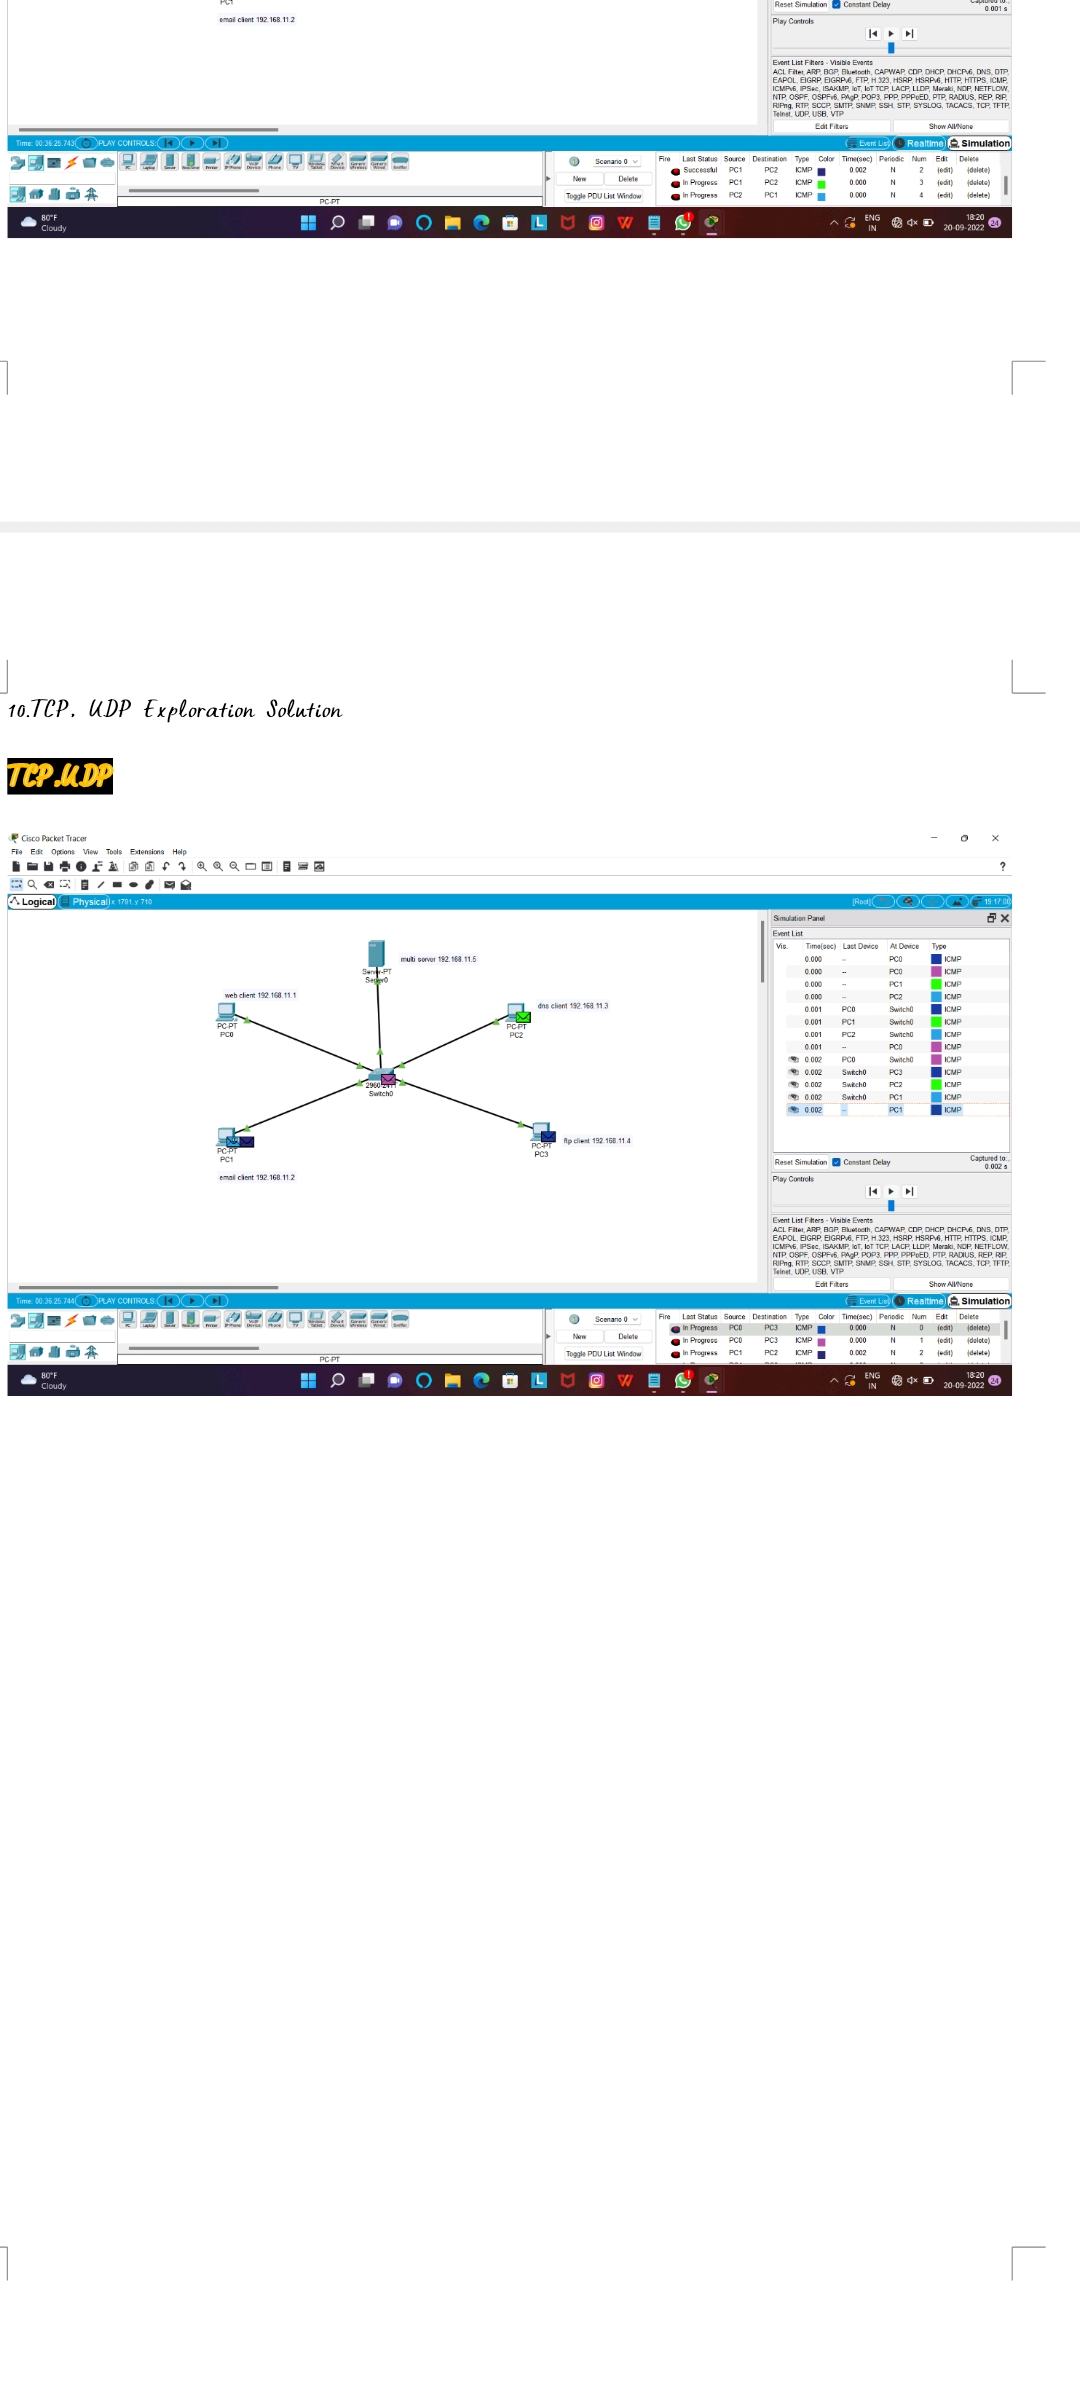 PC1
email client 192.168.11.2
Reset Simulation Constant Delay
Captured to:
0.001 s
Play Controls
Event List Filters - Visible Events
ACL Filter, ARP, BGP, Bluetooth, CAPWAP, CDP, DHCP, DHCPv6, DNS, DTP,
EAPOL, EIGRP, EIGRPv6, FTP, H.323, HSRP, HSRPv6, HTTP, HTTPS, ICMP,
ICMPv6, IPSec, ISAKMP, IoT, IoT TCP, LACP, LLDP, Meraki, NDP, NETFLOW,
NTP, OSPF, OSPFv6, PAgP, POP3, PPP, PPPoED, PTP, RADIUS, REP, RIP,
RIPng, RTP, SCCP, SMTP, SNMP, SSH, STP, SYSLOG, TACACS, TCP, TFTP,
Telnet, UDP, USB, VTP
Edit Filters Show All/None
Time: 00:36:25.743 PLAY CONTROLS:
Event List Realtime Simulation
Scenario 0
New Delete
Toggle PDU List Window
Fire Last Status Source Destination Type Color Time(sec) Periodic Num Edit Delete
Successful PC1 PC2 ICMP 0.002 N 2 (edit) (delete)
In Progress PC1 PC2 ICMP 0.000 N 3 (edit) (delete)
In Progress PC2 PC1 ICMP 0.000 N 4 (edit) (delete)
PC-PT
80°F
Cloudy
ENG
IN
18:20
20-09-2022
24
10.TCP, UDP Exploration Solution
TCP,UDP
Cisco Packet Tracer
File Edit Options View Tools Extensions Help
?
Logical Physical x: 1791, y: 710
[Root] 19:17:00
Simulation Panel
Event List
Vis. Time(sec) Last Device At Device Type
0.000 -- PC0 ICMP
0.000 -- PC0 ICMP
0.000 -- PC1 ICMP
0.000 -- PC2 ICMP
0.001 PC0 Switch0 ICMP
0.001 PC1 Switch0 ICMP
0.001 PC2 Switch0 ICMP
0.001 -- PC0 ICMP
0.002 PC0 Switch0 ICMP
0.002 Switch0 PC3 ICMP
0.002 Switch0 PC2 ICMP
0.002 Switch0 PC1 ICMP
0.002 -- PC1 ICMP
Server-PT
Server0
multi server 192.168.11.5
web client 192.168.11.1
PC-PT
PC0
dns client 192.168.11.3
PC-PT
PC2
Switch0
PC-PT
PC1
email client 192.168.11.2
PC-PT
PC3
ftp client 192.168.11.4
Reset Simulation Constant Delay
Captured to:
0.002 s
Play Controls
Event List Filters - Visible Events
ACL Filter, ARP, BGP, Bluetooth, CAPWAP, CDP, DHCP, DHCPv6, DNS, DTP,
EAPOL, EIGRP, EIGRPv6, FTP, H.323, HSRP, HSRPv6, HTTP, HTTPS, ICMP,
ICMPv6, IPSec, ISAKMP, IoT, IoT TCP, LACP, LLDP, Meraki, NDP, NETFLOW,
NTP, OSPF, OSPFv6, PAgP, POP3, PPP, PPPoED, PTP, RADIUS, REP, RIP,
RIPng, RTP, SCCP, SMTP, SNMP, SSH, STP, SYSLOG, TACACS, TCP, TFTP,
Telnet, UDP, USB, VTP
Edit Filters Show All/None
Time: 00:36:25.744 PLAY CONTROLS:
Event List Realtime Simulation
Scenario 0
New Delete
Toggle PDU List Window
Fire Last Status Source Destination Type Color Time(sec) Periodic Num Edit Delete
In Progress PC0 PC3 ICMP 0.000 N 0 (edit) (delete)
In Progress PC0 PC3 ICMP 0.000 N 1 (edit) (delete)
In Progress PC1 PC2 ICMP 0.002 N 2 (edit) (delete)
PC-PT
80°F
Cloudy
ENG
IN
18:20
20-09-2022
24